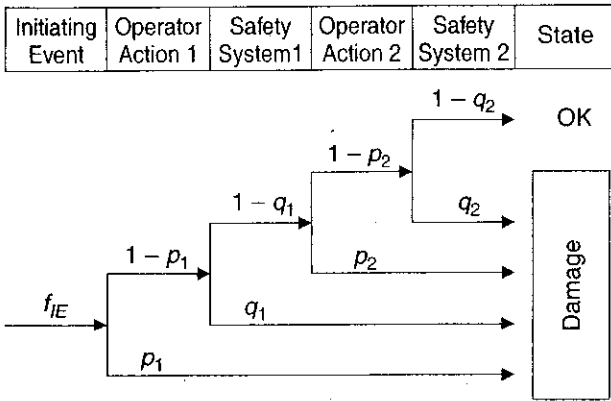 Initiating Event
Operator Action 1
Safety System1
Operator Action 2
Safety System 2
State
1 − q2
OK
1 − p2
1 − q1
q2
1 − p1
p2
Damage
fIE
q1
p1